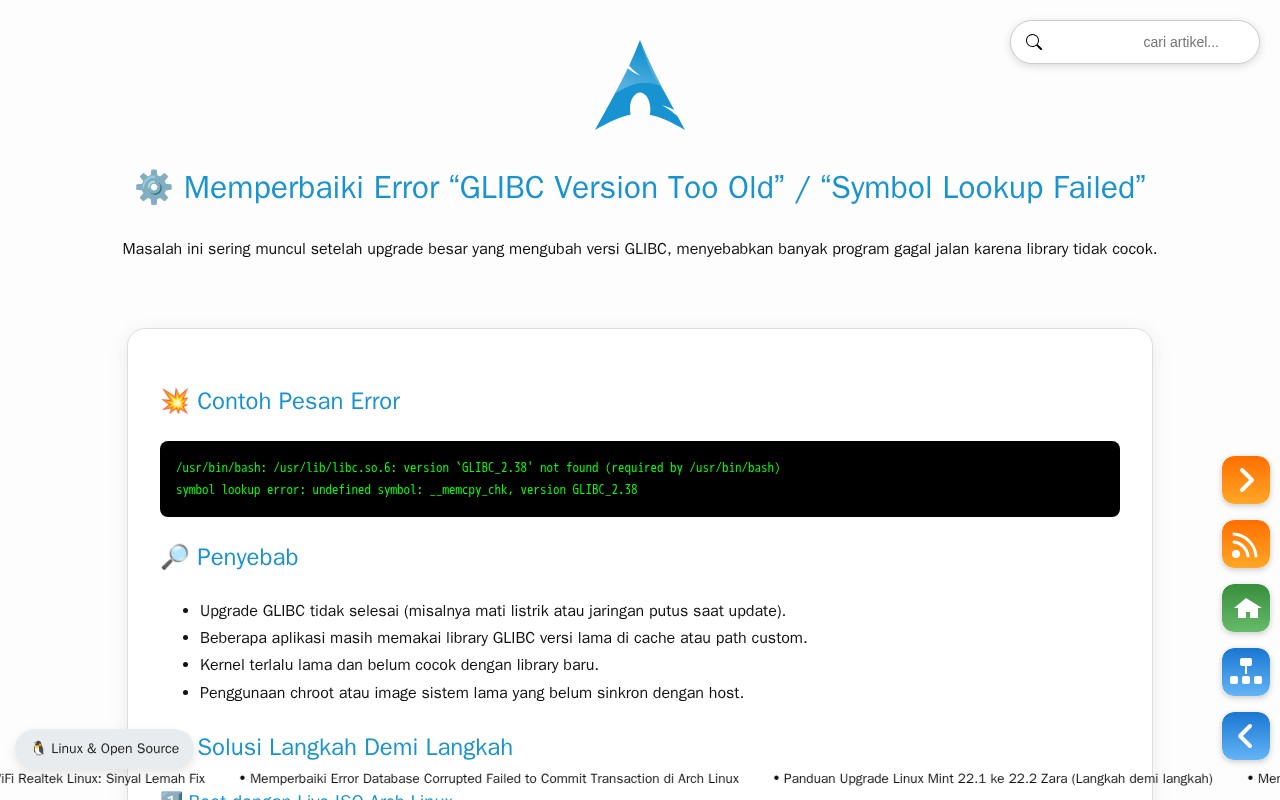 cari artikel...
⚙️ Memperbaiki Error “GLIBC Version Too Old” / “Symbol Lookup Failed”
Masalah ini sering muncul setelah upgrade besar yang mengubah versi GLIBC, menyebabkan banyak program gagal jalan karena library tidak cocok.
💥 Contoh Pesan Error
/usr/bin/bash: /usr/lib/libc.so.6: version `GLIBC_2.38' not found (required by /usr/bin/bash)
symbol lookup error: undefined symbol: __memcpy_chk, version GLIBC_2.38
🔎 Penyebab
• Upgrade GLIBC tidak selesai (misalnya mati listrik atau jaringan putus saat update).
• Beberapa aplikasi masih memakai library GLIBC versi lama di cache atau path custom.
• Kernel terlalu lama dan belum cocok dengan library baru.
• Penggunaan chroot atau image sistem lama yang belum sinkron dengan host.
Solusi Langkah Demi Langkah
🐧 Linux & Open Source
iFi Realtek Linux: Sinyal Lemah Fix • Memperbaiki Error Database Corrupted Failed to Commit Transaction di Arch Linux • Panduan Upgrade Linux Mint 22.1 ke 22.2 Zara (Langkah demi langkah) •
1️⃣ Boot dengan Live ISO Arch Linux